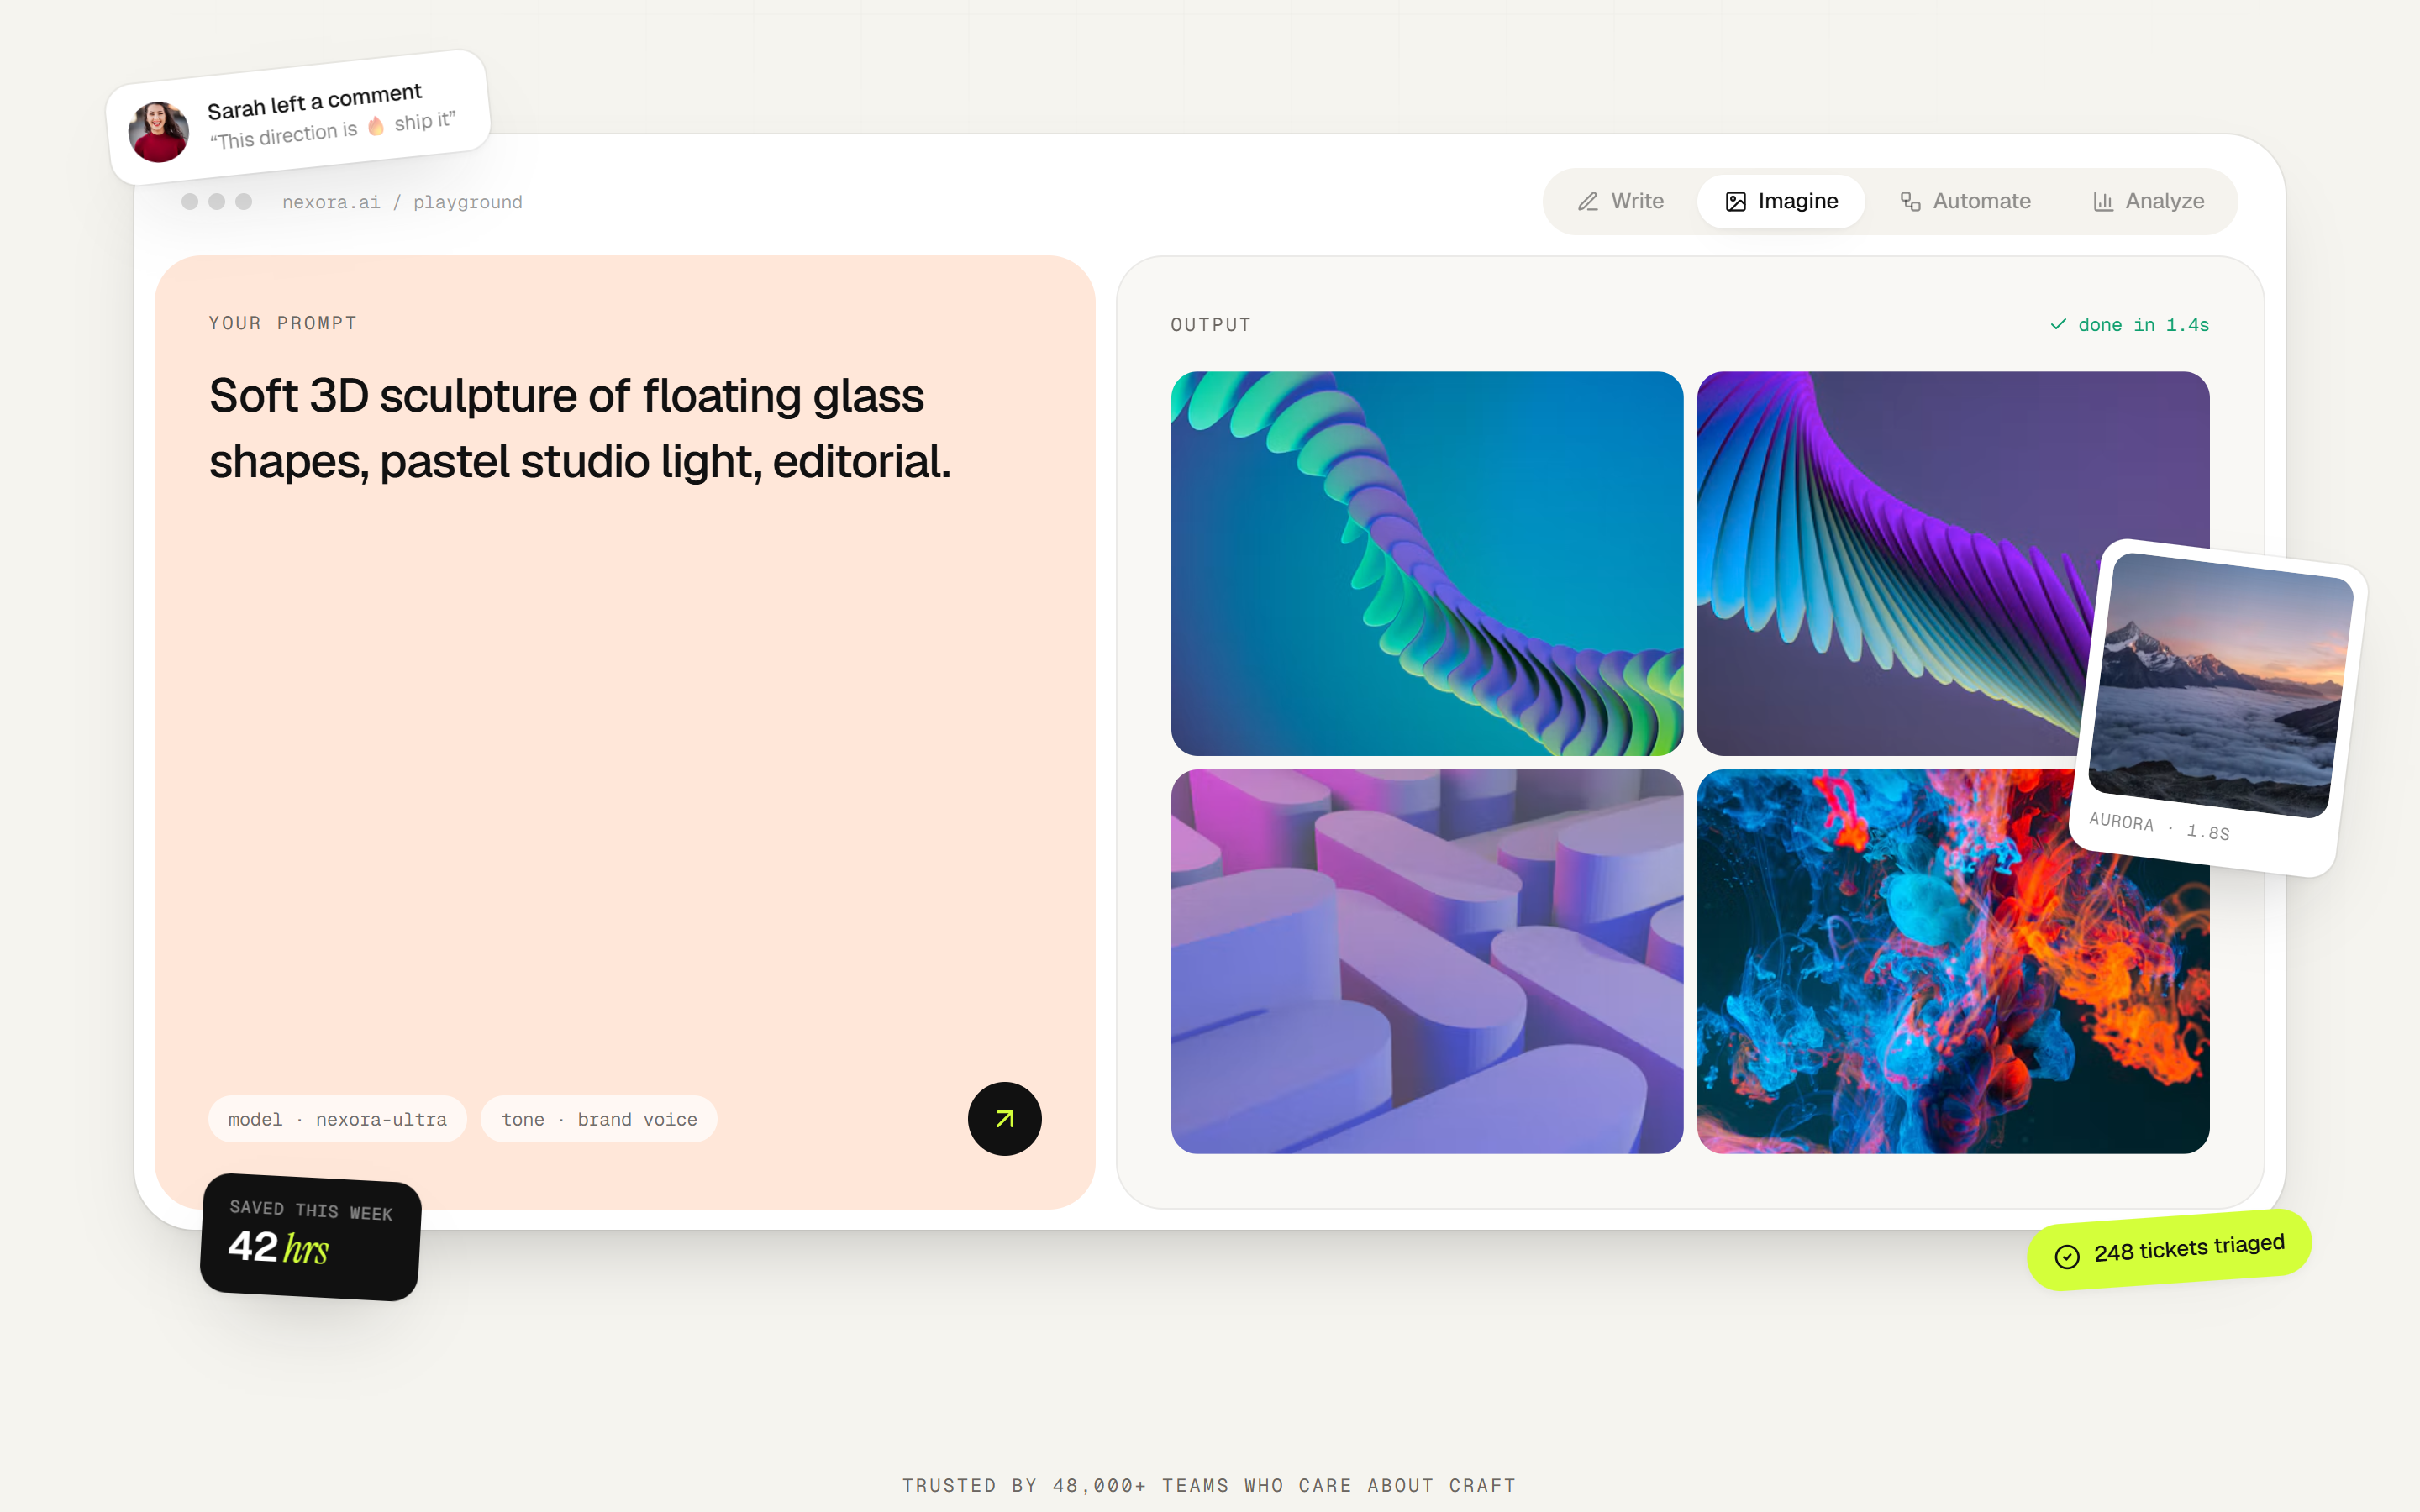 Sarah left a comment
“This direction is 🔥 ship it”
nexora.ai / playground
Write
Imagine
Automate
Analyze
YOUR PROMPT
Soft 3D sculpture of floating glass
shapes, pastel studio light, editorial.
model · nexora-ultra
tone · brand voice
OUTPUT
done in 1.4s
AURORA · 1.8S
SAVED THIS WEEK
42 hrs
248 tickets triaged
TRUSTED BY 48,000+ TEAMS WHO CARE ABOUT CRAFT